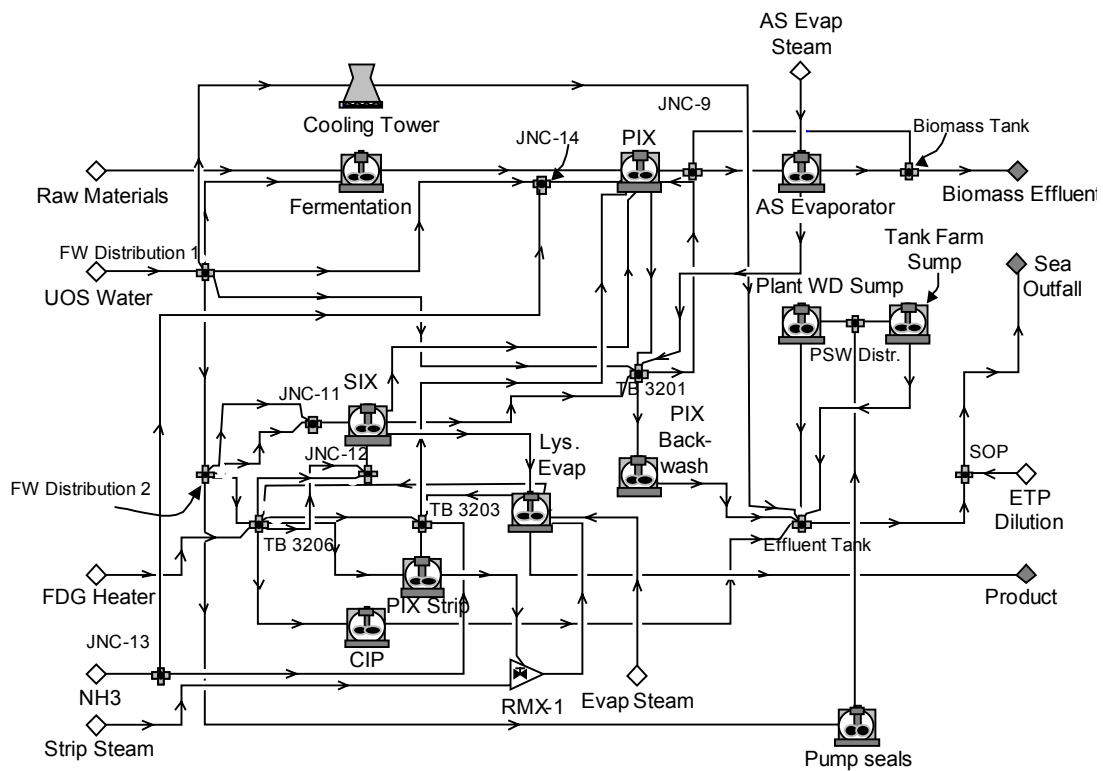 AS Evap
Steam
JNC-9
Cooling Tower
JNC-14
PIX
Biomass Tank
Raw Materials
Fermentation
AS Evaporator
Biomass Effluent
FW Distribution 1
UOS Water
Tank Farm
Sump
Plant WD Sump
Sea
Outfall
PSW Distr.
JNC-11
SIX
TB 3201
PIX
Back-
wash
JNC-12
Lys.
Evap
SOP
FW Distribution 2
TB 3203
ETP
Dilution
TB 3206
Effluent Tank
FDG Heater
PIX Strip
Product
JNC-13
CIP
NH3
RMX-1
Evap Steam
Strip Steam
Pump seals